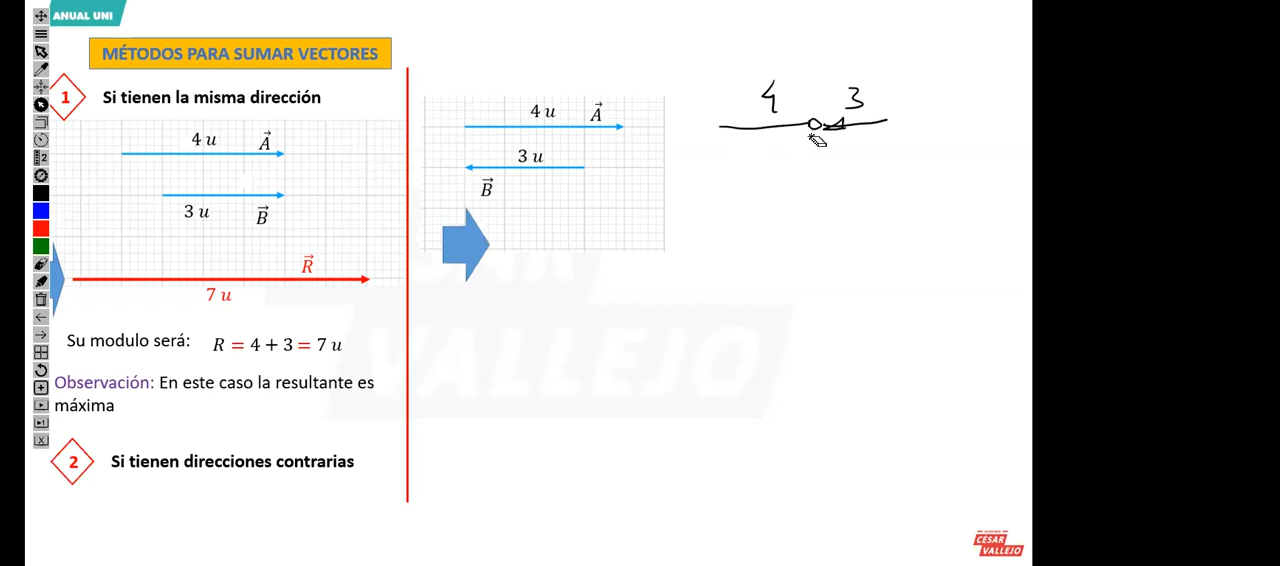 ANUAL UNI
MÉTODOS PARA SUMAR VECTORES
1 Si tienen la misma dirección
4 u A⃗
3 u B⃗
R⃗
7 u
Su modulo será: R = 4 + 3 = 7 u
Observación: En este caso la resultante es
máxima
2 Si tienen direcciones contrarias
4 u A⃗
3 u
B⃗
4 3
CÉSAR
VALLEJO